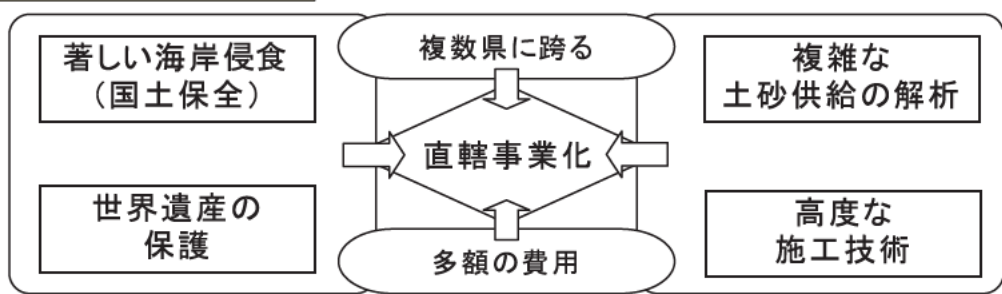 著しい海岸侵食
（国土保全）
世界遺産の
保護
複数県に跨る
直轄事業化
多額の費用
複雑な
土砂供給の解析
高度な
施工技術